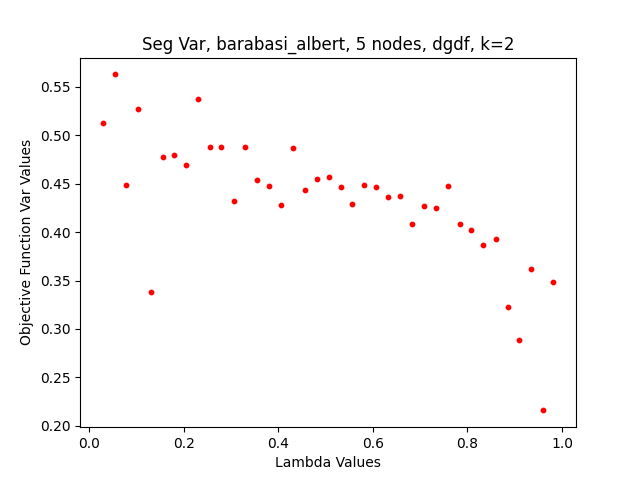 Seg Var, barabasi_albert, 5 nodes, dgdf, k=2
Objective Function Var Values
0.55
0.50
0.45
0.40
0.35
0.30
0.25
0.20
0.0 0.2 0.4 0.6 0.8 1.0
Lambda Values